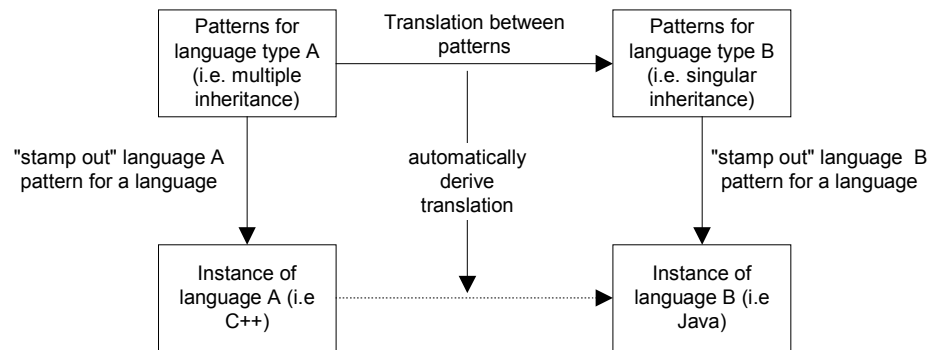 Patterns for
language type A
(i.e. multiple
inheritance)
Translation between
patterns
Patterns for
language type B
(i.e. singular
inheritance)
"stamp out" language A
pattern for a language
automatically
derive
translation
"stamp out" language B
pattern for a language
Instance of
language A (i.e
C++)
Instance of
language B (i.e
Java)